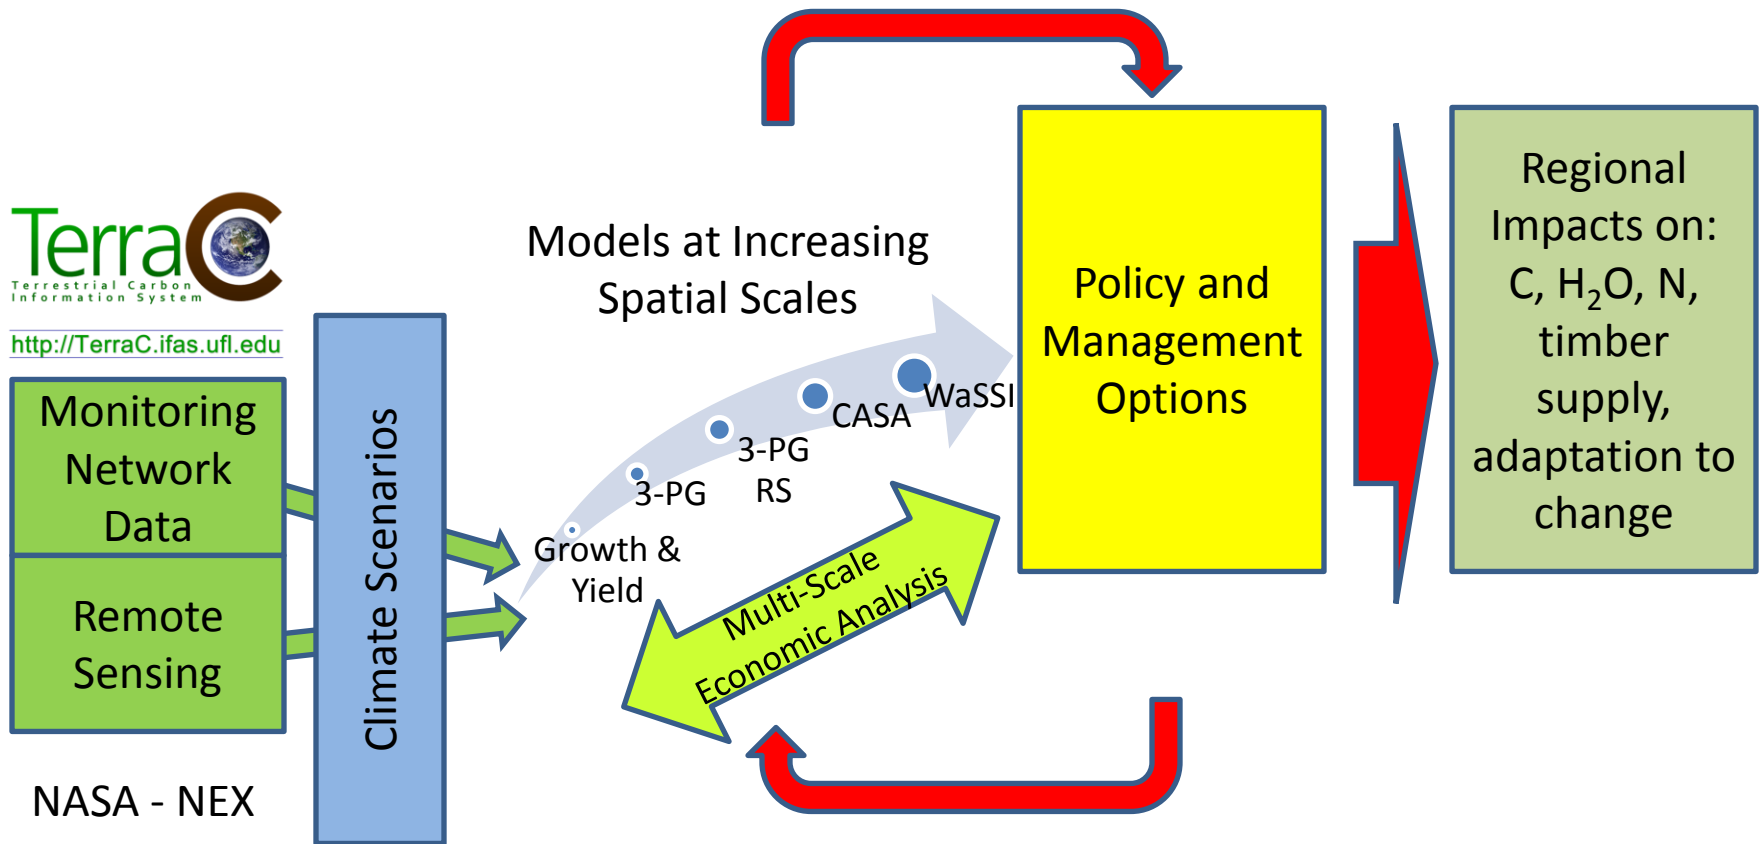 TerraC
Terrestrial Carbon
Information System
http://TerraC.ifas.ufl.edu
Monitoring
Network
Data
Remote
Sensing
NASA - NEX
Climate Scenarios
Models at Increasing
Spatial Scales
Growth &
Yield
3-PG
3-PG
RS
CASA
WaSSI
Multi-Scale
Economic Analysis
Policy and
Management
Options
Regional
Impacts on:
C, H₂O, N,
timber
supply,
adaptation to
change